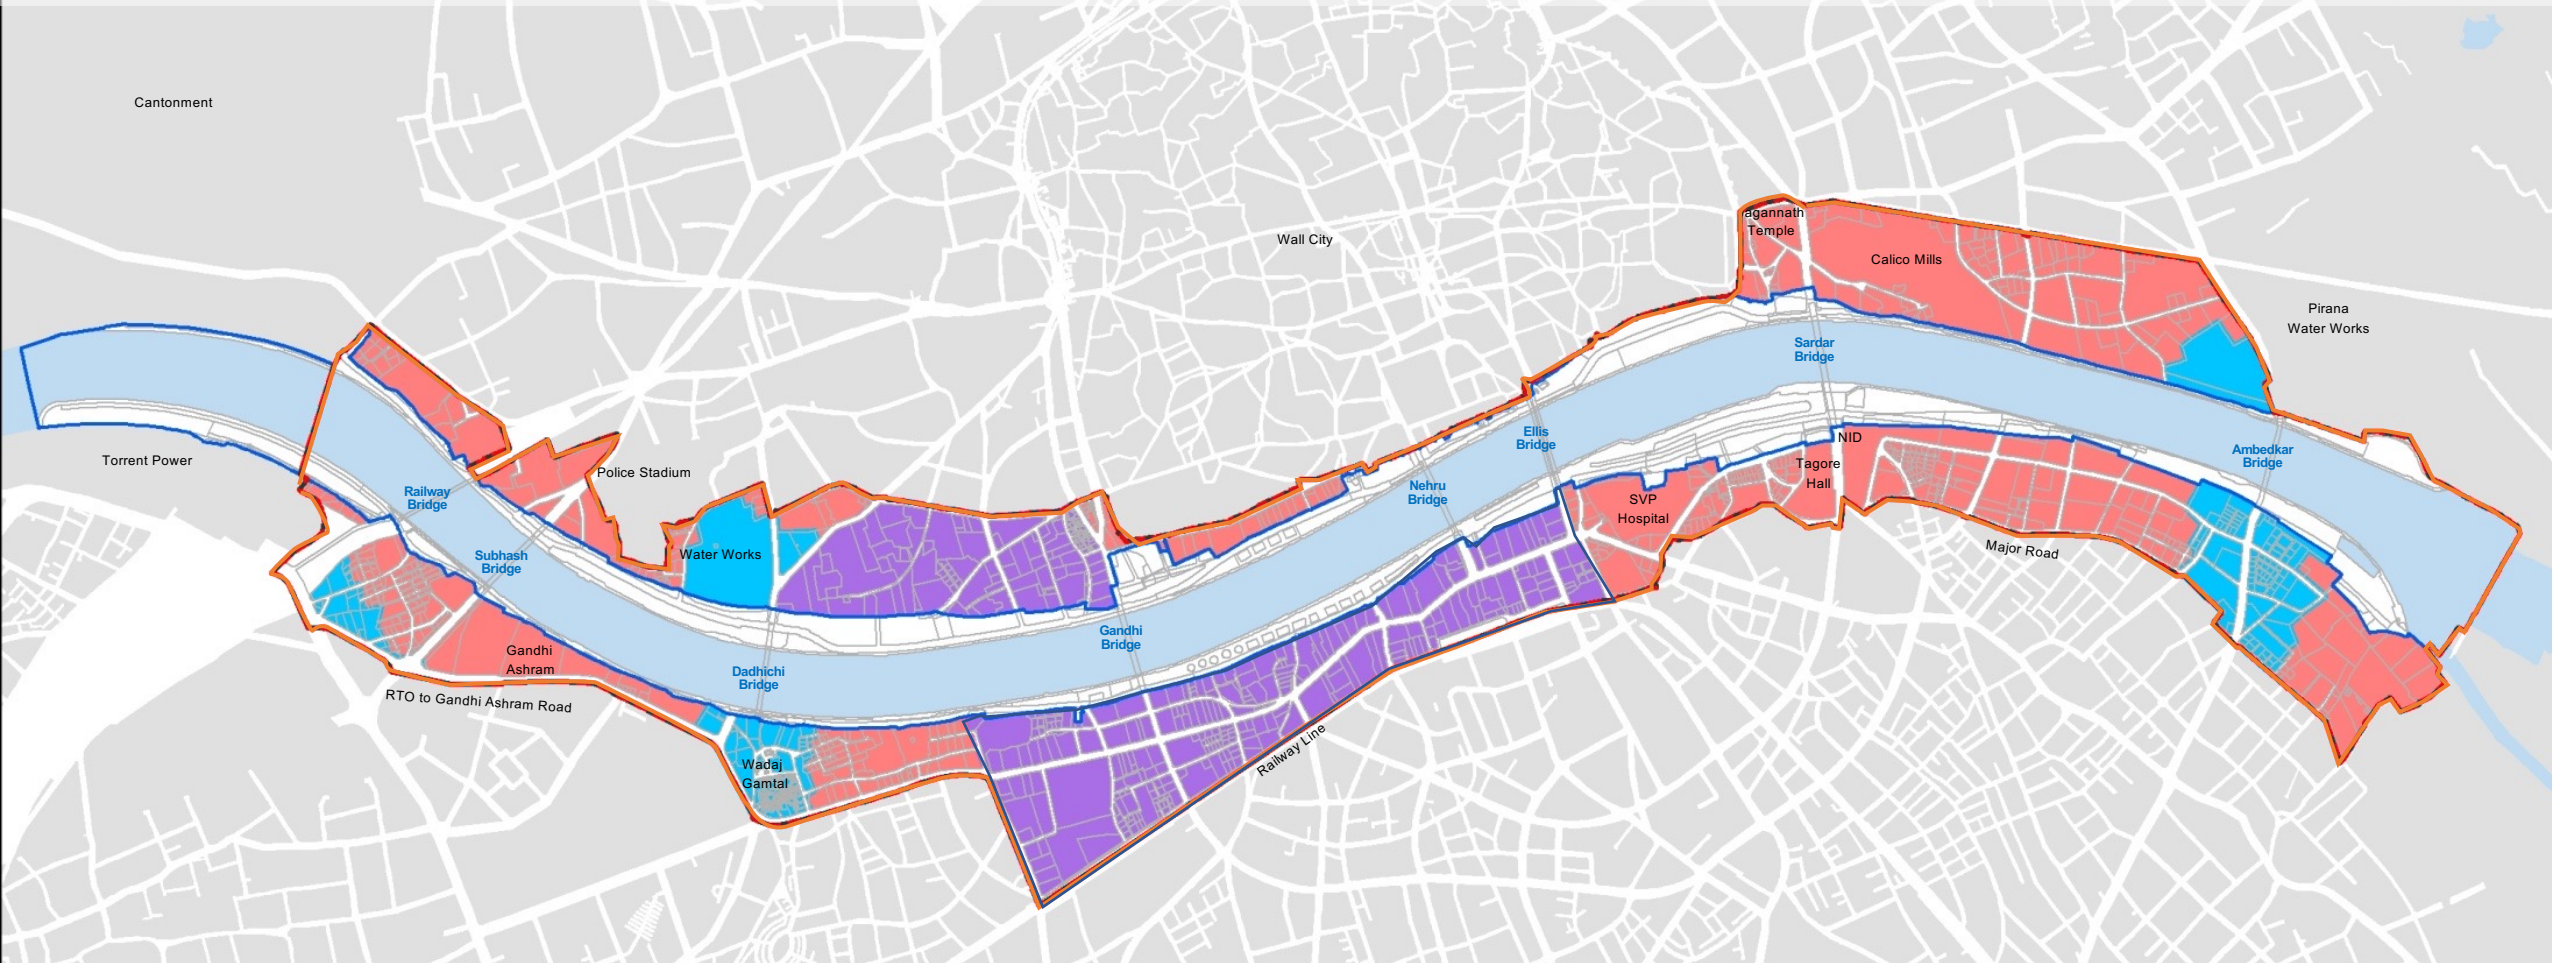 Cantonment
agannath
Temple
Wall City
Calico Mills
Pirana
Water Works
Sardar
Bridge
Ellis
Bridge
NID
Ambedkar
Bridge
Torrent Power
Police Stadium
Tagore
Hall
Railway
Bridge
Nehru
Bridge
SVP
Hospital
Subhash
Bridge
Water Works
Major Road
Gandhi
Bridge
Gandhi
Ashram
Dadhichi
Bridge
RTO to Gandhi Ashram Road
Railway Line
Wadaj
Gamtal